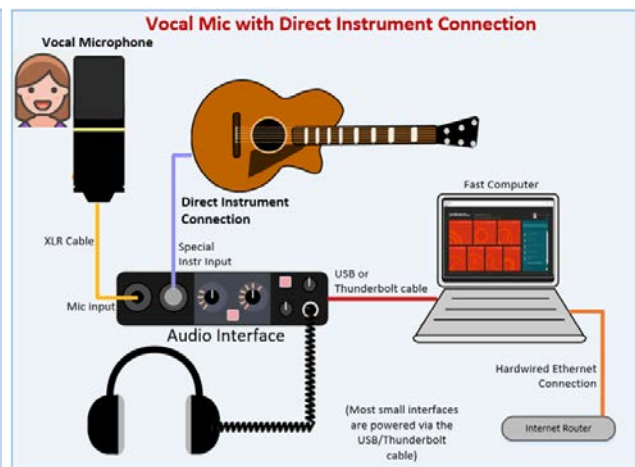 Vocal Mic with Direct Instrument Connection
Vocal Microphone
Direct Instrument
Connection
Fast Computer
XLR Cable
Special
Instr Input
USB or
Thunderbolt cable
Mic input
Audio Interface
Hardwired Ethernet
Connection
(Most small interfaces
are powered via the
USB/Thunderbolt
cable)
Internet Router